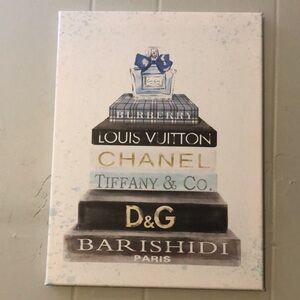 BURBERRY
LOUIS VUITTON
CHANEL
TIFFANY & CO.
D&G
BARISHIDI
PARIS